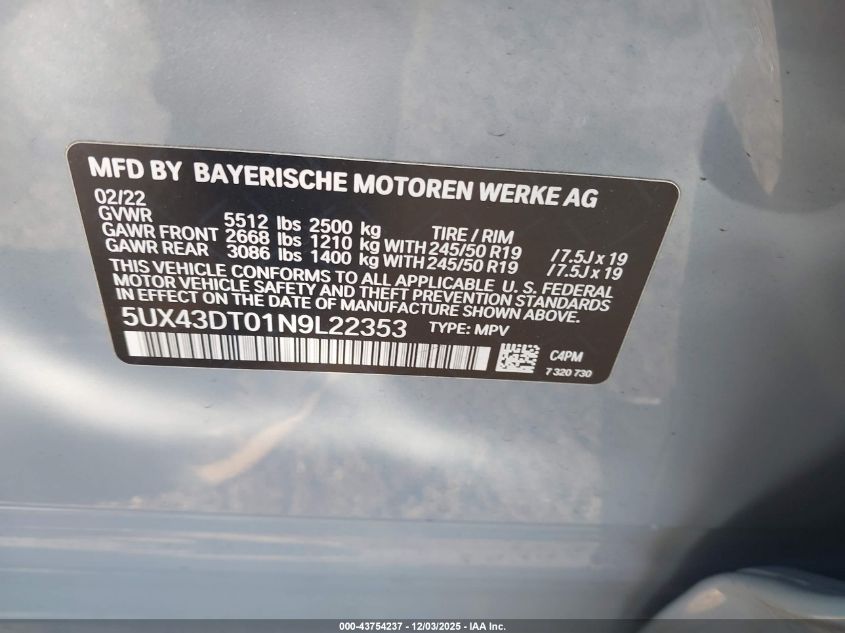 MFD BY BAYERISCHE MOTOREN WERKE AG
02/22
GVWR 5512 lbs 2500 kg TIRE / RIM
GAWR FRONT 2668 lbs 1210 kg WITH 245/50 R19 / 7.5J x 19
GAWR REAR 3086 lbs 1400 kg WITH 245/50 R19 / 7.5J x 19
THIS VEHICLE CONFORMS TO ALL APPLICABLE U. S. FEDERAL
MOTOR VEHICLE SAFETY AND THEFT PREVENTION STANDARDS
IN EFFECT ON THE DATE OF MANUFACTURE SHOWN ABOVE.
5UX43DT01N9L22353 TYPE: MPV
C4PM
7 320 730
000-43754237 - 12/03/2025 - IAA Inc.